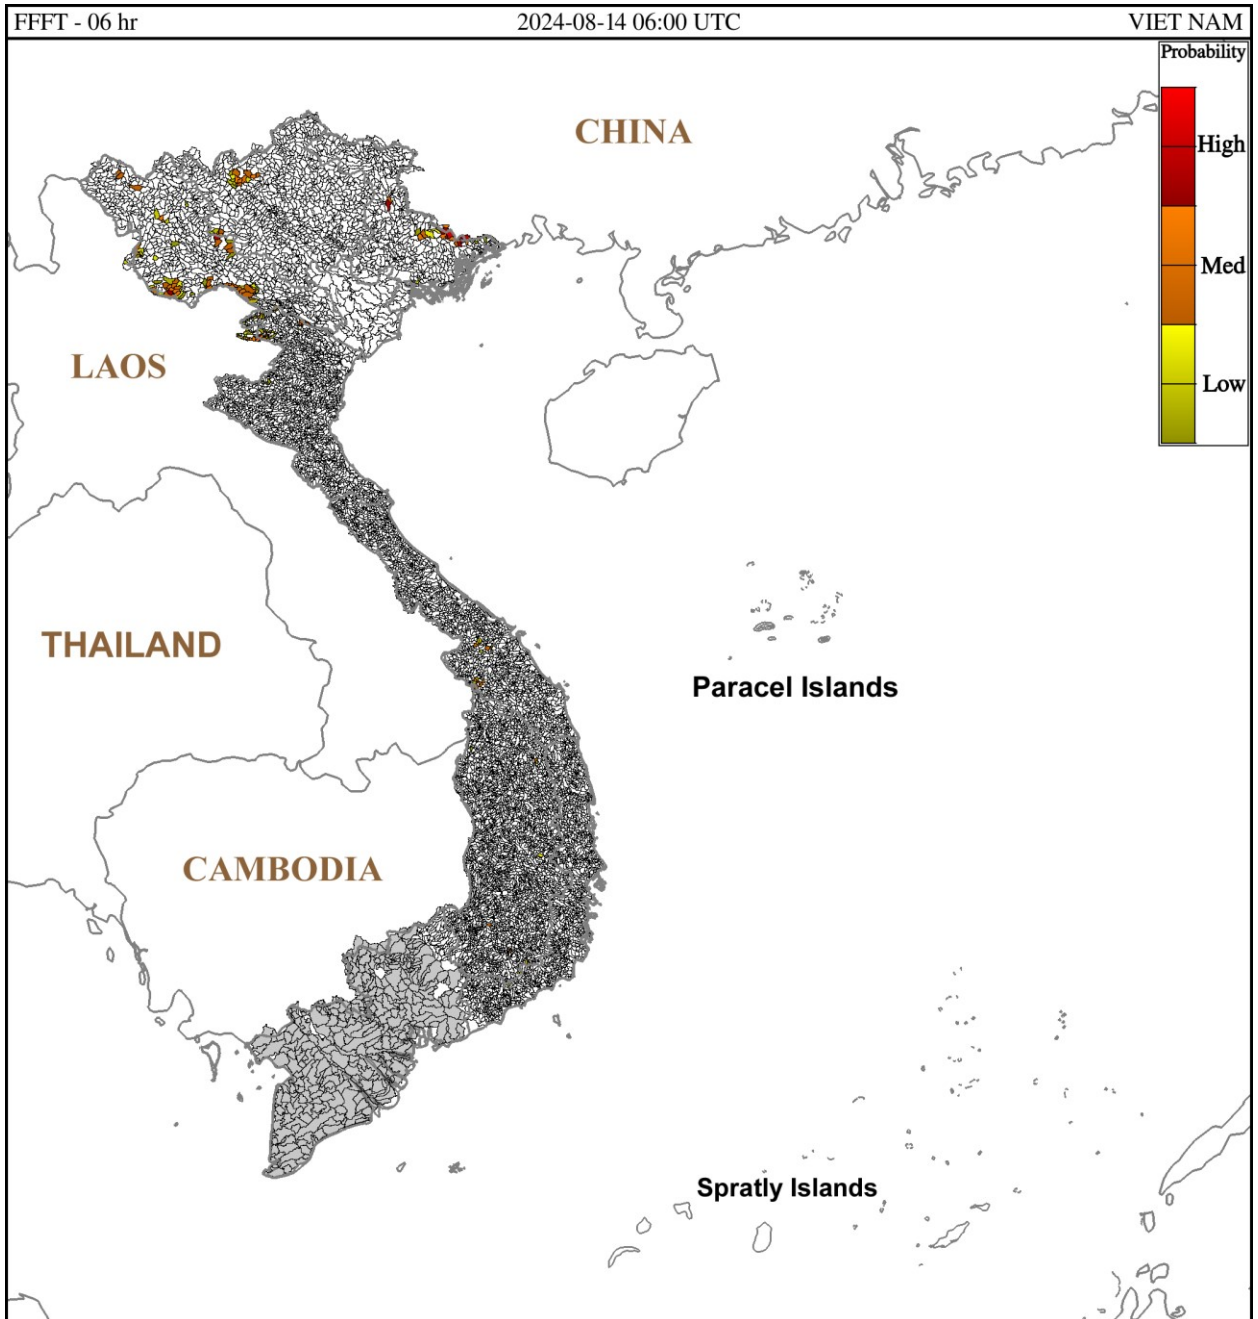 FFFT - 06 hr
2024-08-14 06:00 UTC
VIET NAM
Probability
High
Med
Low
CHINA
LAOS
THAILAND
Paracel Islands
CAMBODIA
Spratly Islands